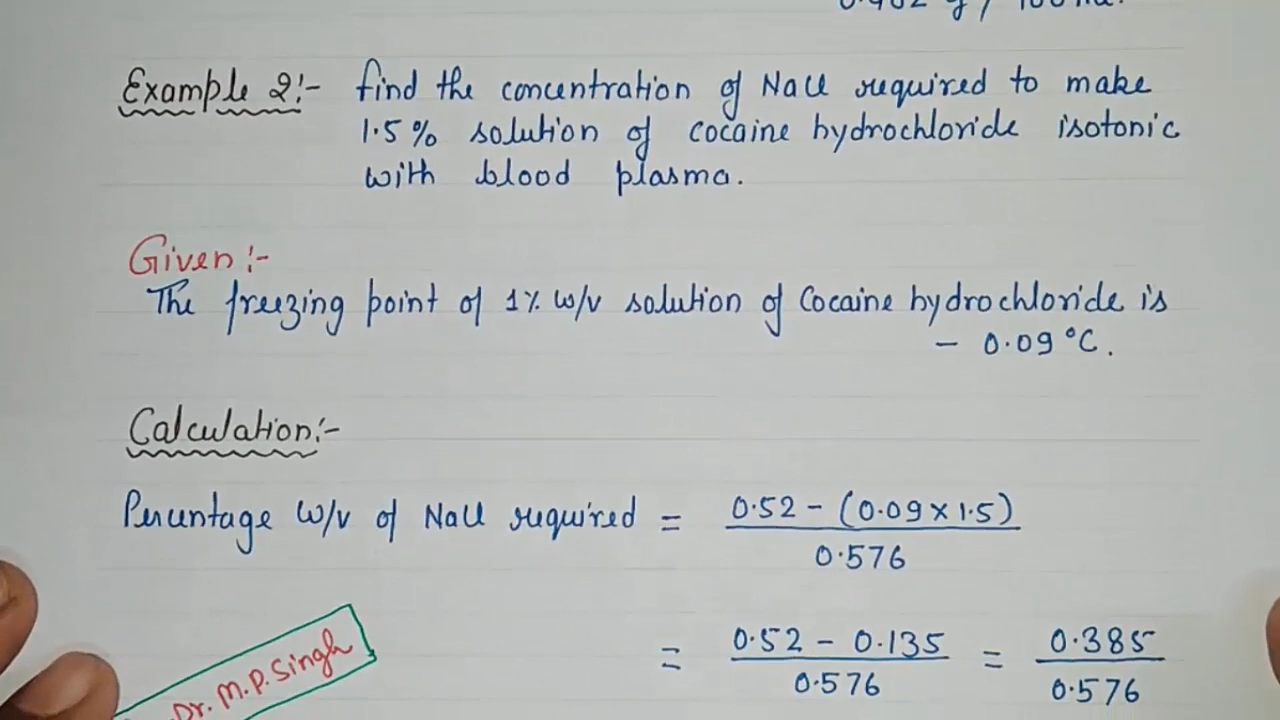 Example 2:- find the concentration of NaCl required to make
1.5% solution of cocaine hydrochloride isotonic
with blood plasma.
Given:-
The freezing point of 1% w/v solution of Cocaine hydrochloride is
- 0.09 °C.
Calculation:-
Percentage w/v of NaCl required = 0.52 - (0.09 x 1.5)
0.576
= 0.52 - 0.135 = 0.385
0.576 0.576
Dr. M.P. Singh